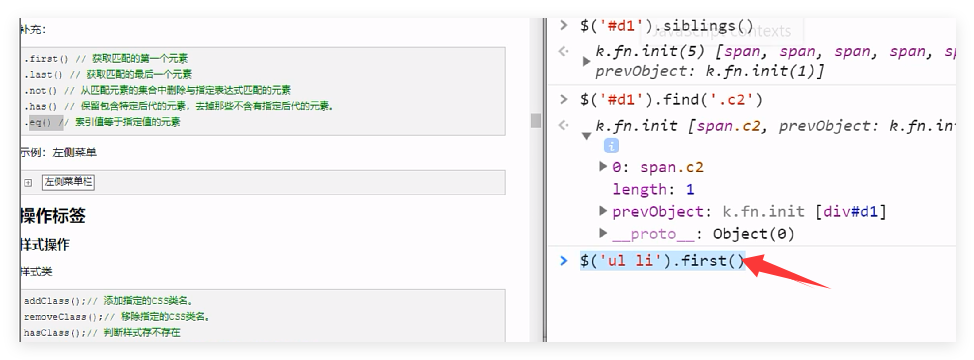 补充:
.first() // 获取匹配的第一个元素
.last() // 获取匹配的最后一个元素
.not() // 从匹配元素的集合中删除与指定表达式匹配的元素
.has() // 保留包含特定后代的元素，去掉那些不含有指定后代的元素。
.eq() // 索引值等于指定值的元素
示例：左侧菜单
左侧菜单栏
操作标签
样式操作
样式类
addClass();// 添加指定的CSS类名。
removeClass();// 移除指定的CSS类名。
hasClass();// 判断样式存不存在
$('#d1').siblings()
JavaScript contexts
k.fn.init(5) [span, span, span, span, sp
prevObject: k.fn.init(1)]
$('#d1').find('.c2')
k.fn.init [span.c2, prevObject: k.fn.in
0: span.c2
length: 1
prevObject: k.fn.init [div#d1]
__proto__: Object(0)
$('ul li').first()